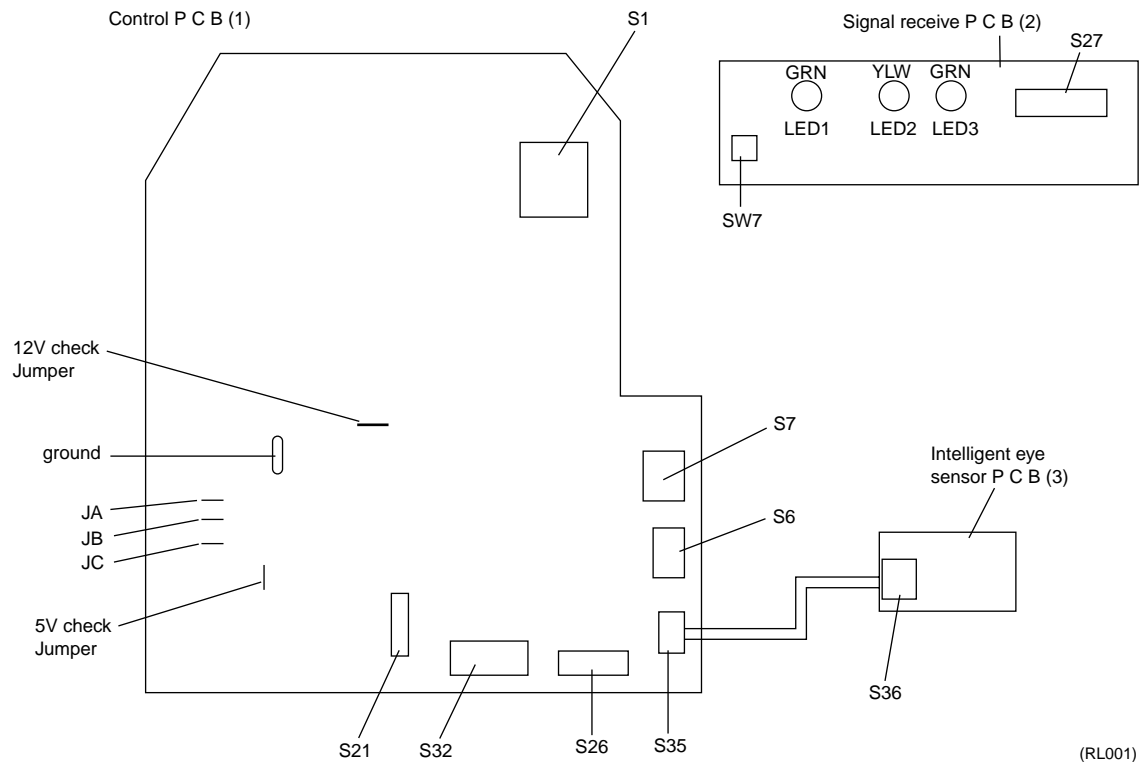 Control P C B (1)
S1
Signal receive P C B (2)
S27
GRN
YLW
GRN
LED1
LED2
LED3
SW7
12V check
Jumper
ground
JA
JB
JC
5V check
Jumper
S7
S6
Intelligent eye
sensor P C B (3)
S36
S21
S32
S26
S35
(RL001)